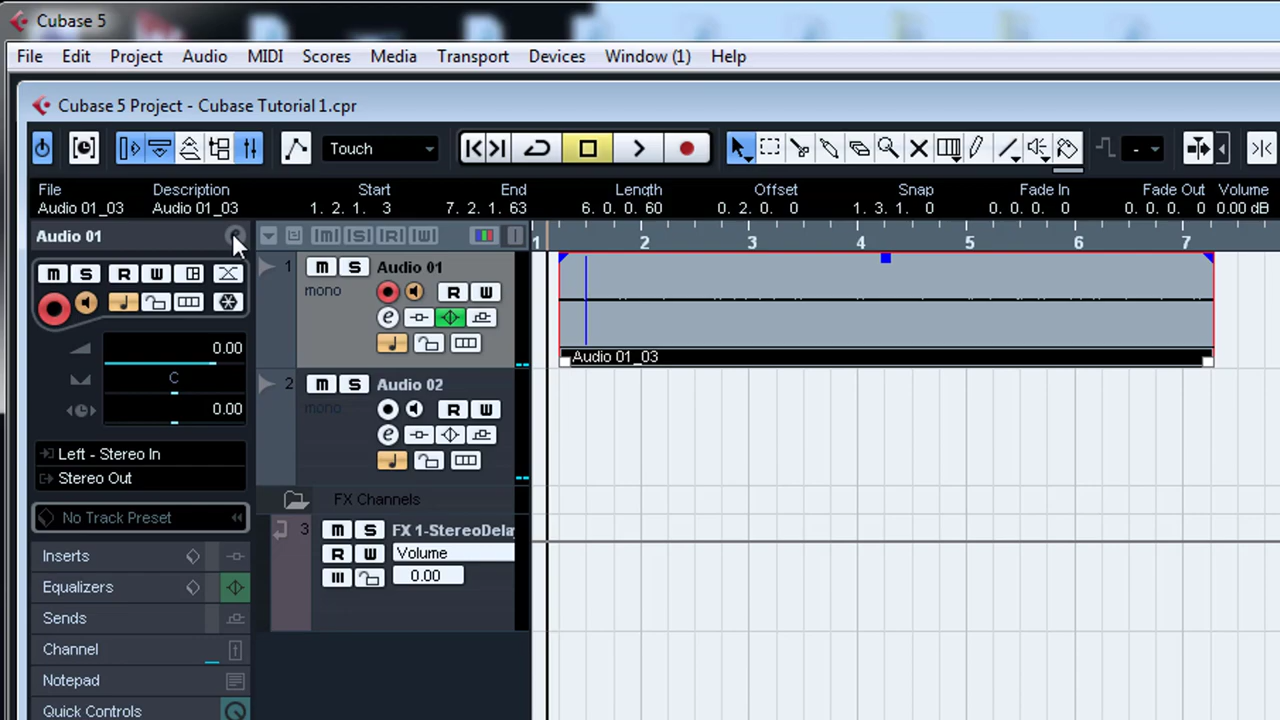 Cubase 5
File Edit Project Audio MIDI Scores Media Transport Devices Window (1) Help
Cubase 5 Project - Cubase Tutorial 1.cpr
Touch -
File Description Start End Length Offset Snap Fade In Fade Out Volume
Audio 01_03 Audio 01_03 1. 2. 1. 3 7. 2. 1. 63 6. 0. 0. 60 0. 2. 0. 0 1. 3. 1. 0 0. 0. 0. 0 0. 0. 0. 0 0.00 dB
Audio 01 M S R W 1 2 3 4 5 6 7
M S R W
1 M S Audio 01
mono R W
e
0.00
C
0.00
Audio 01_03
2 M S Audio 02
mono R W
e
Left - Stereo In
Stereo Out
No Track Preset
FX Channels
3 M S FX 1-StereoDela
R W Volume
0.00
Inserts
Equalizers
Sends
Channel
Notepad
Quick Controls